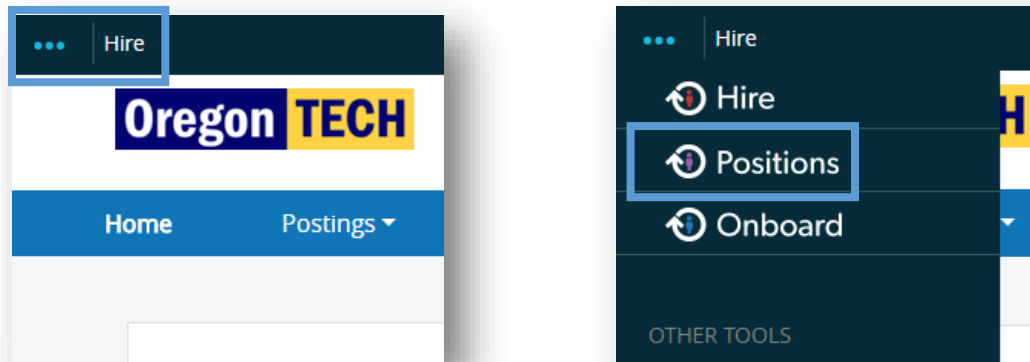 ••• Hire
Oregon TECH
Home Postings
••• Hire
Hire
Positions
Onboard
OTHER TOOLS
H